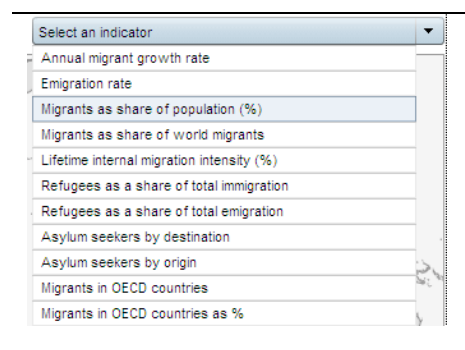 Select an indicator
Annual migrant growth rate
Emigration rate
Migrants as share of population (%)
Migrants as share of world migrants
Lifetime internal migration intensity (%)
Refugees as a share of total immigration
Refugees as a share of total emigration
Asylum seekers by destination
Asylum seekers by origin
Migrants in OECD countries
Migrants in OECD countries as %